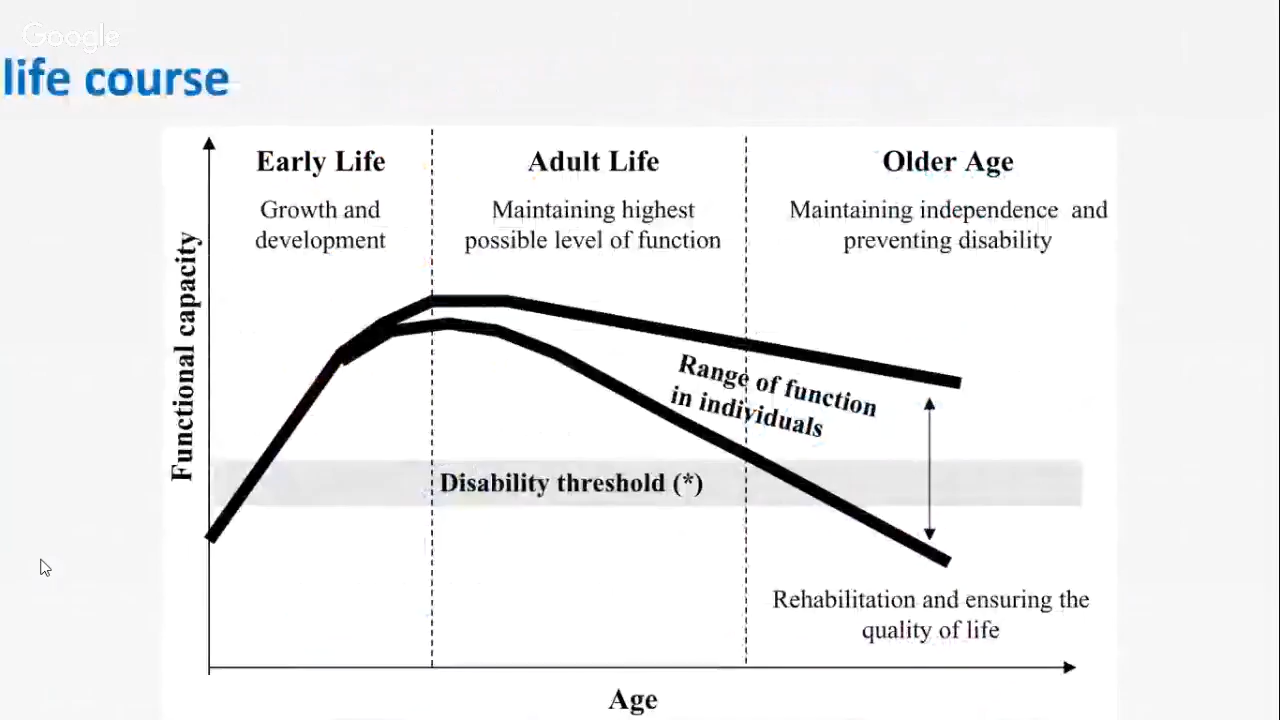 Google
life course
Early Life
Adult Life
Older Age
Growth and
development
Maintaining highest
possible level of function
Maintaining independence and
preventing disability
Functional capacity
Range of function
in individuals
Disability threshold (*)
Rehabilitation and ensuring the
quality of life
Age